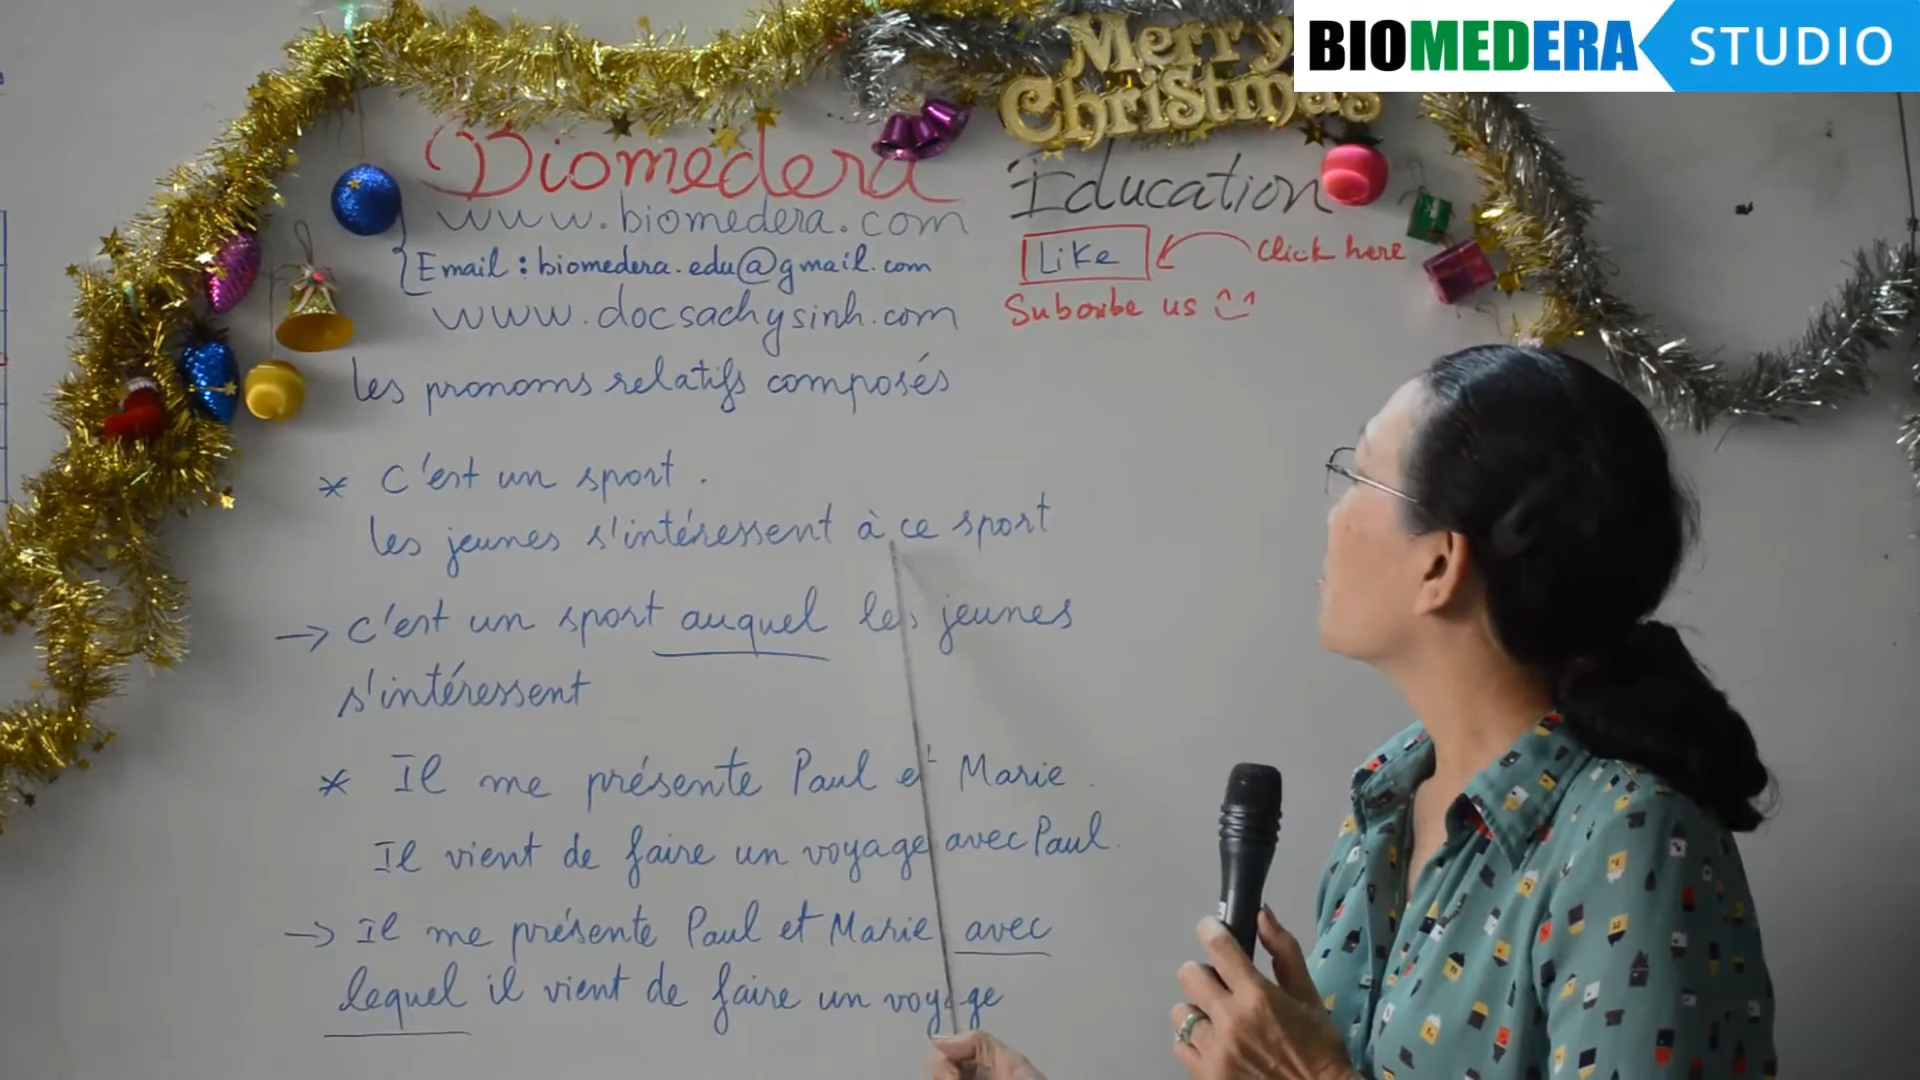 BIOMEDERA STUDIO
Merry
Christmas
Biomedera Education
www.biomedera.com
Email : biomedera.edu@gmail.com
www.docsachysinh.com
Like
Click here
Subcribe us
les pronoms relatifs composés
* C'est un sport.
les jeunes s'intéressent à ce sport
→ C'est un sport auquel les jeunes
s'intéressent
* Il me présente Paul et Marie.
Il vient de faire un voyage avec Paul.
→ Il me présente Paul et Marie avec
lequel il vient de faire un voyage